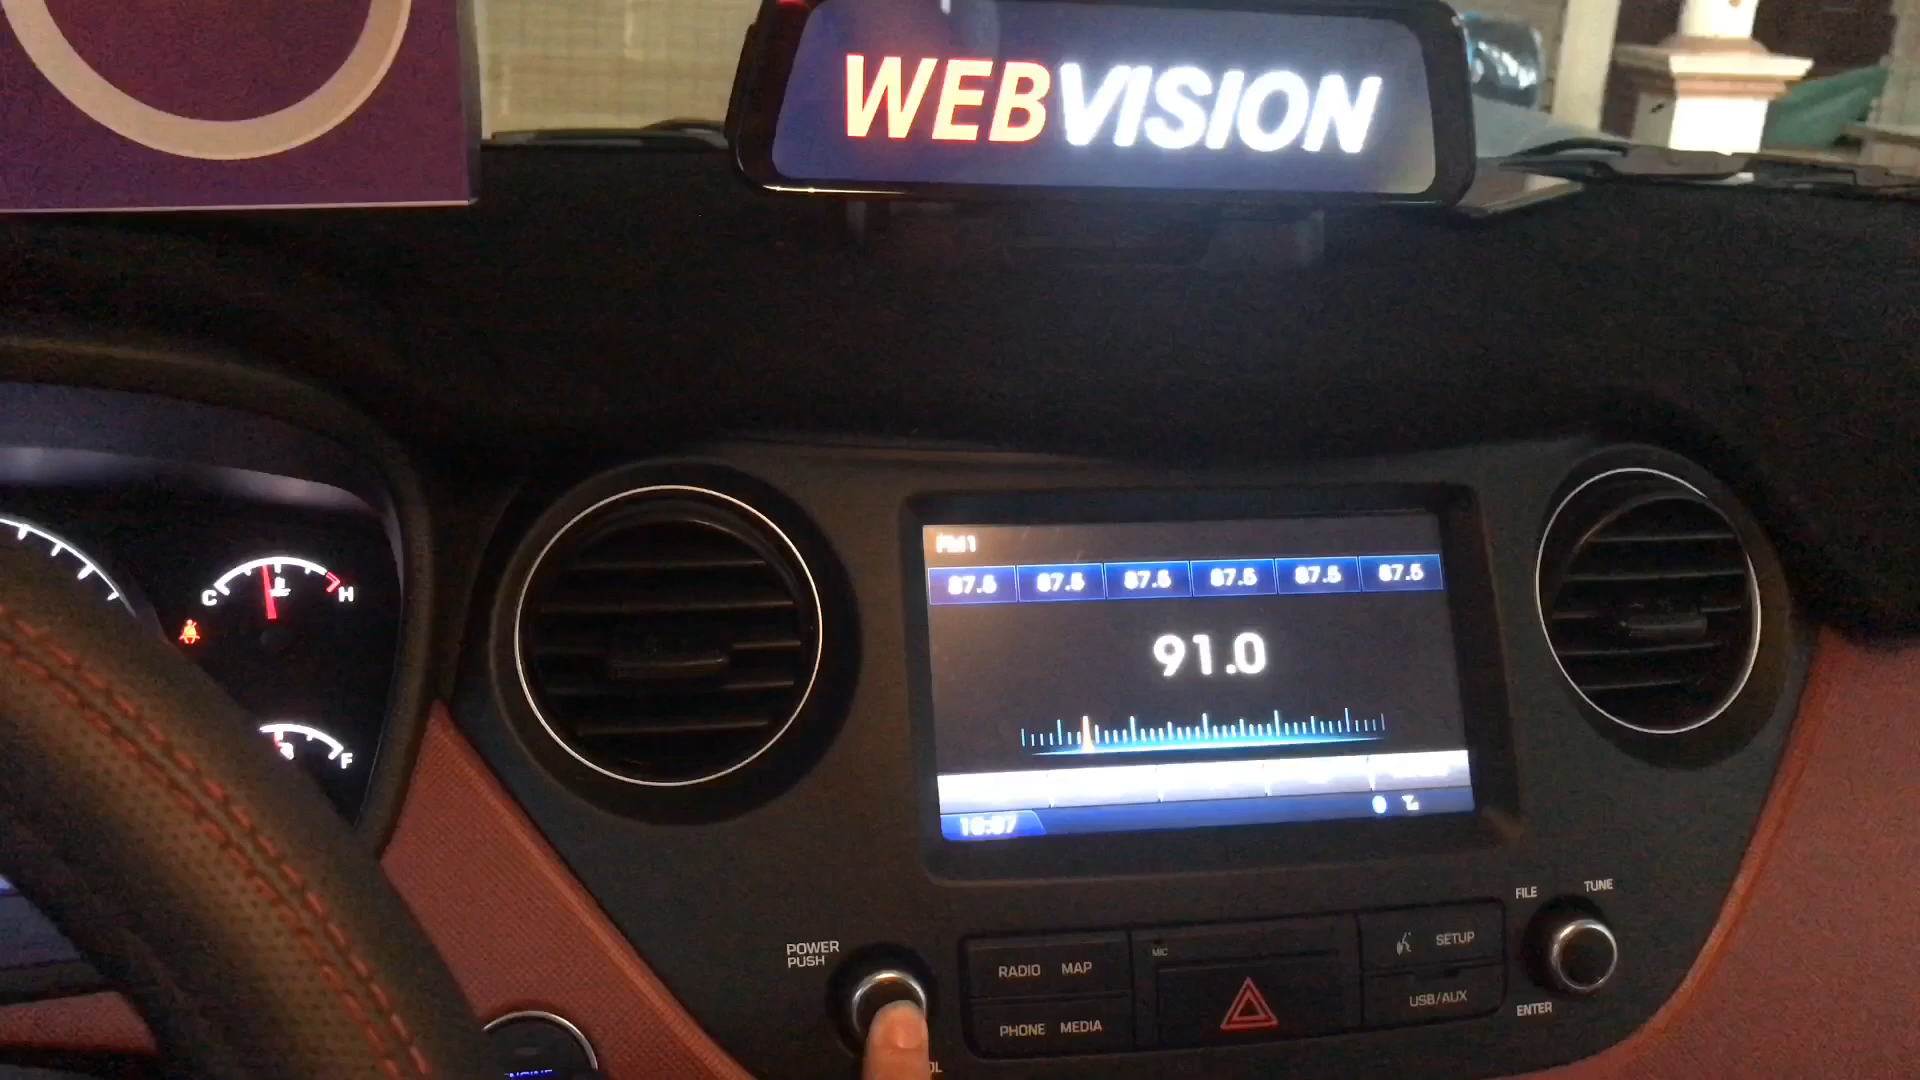 WEBVISION
FM1
87.5 87.5 87.5 87.5 87.5 87.5
91.0
C H
F
POWER
PUSH
RADIO MAP
PHONE MEDIA
MIC
SETUP
USB/AUX
FILE TUNE
ENTER